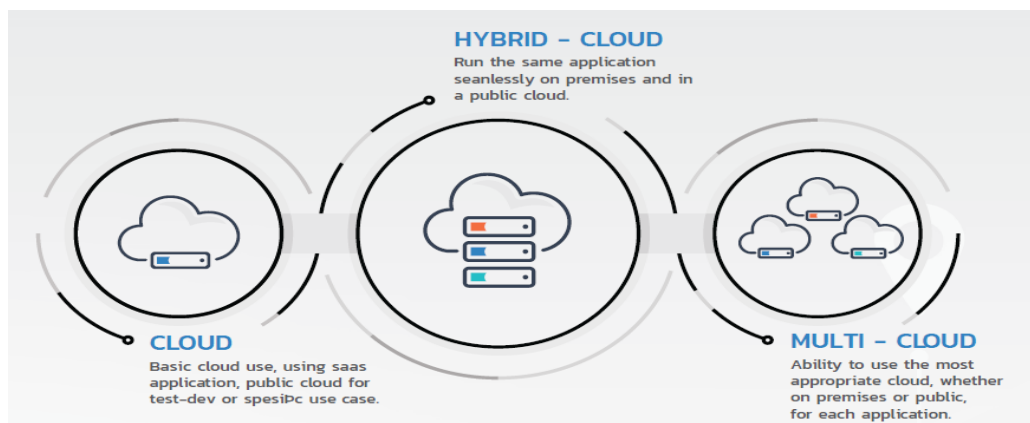 HYBRID - CLOUD
Run the same application
seanlessly on premises and in
a public cloud.
CLOUD
Basic cloud use, using saas
application, public cloud for
test-dev or spesiÞc use case.
MULTI - CLOUD
Ability to use the most
appropriate cloud, whether
on premises or public,
for each application.